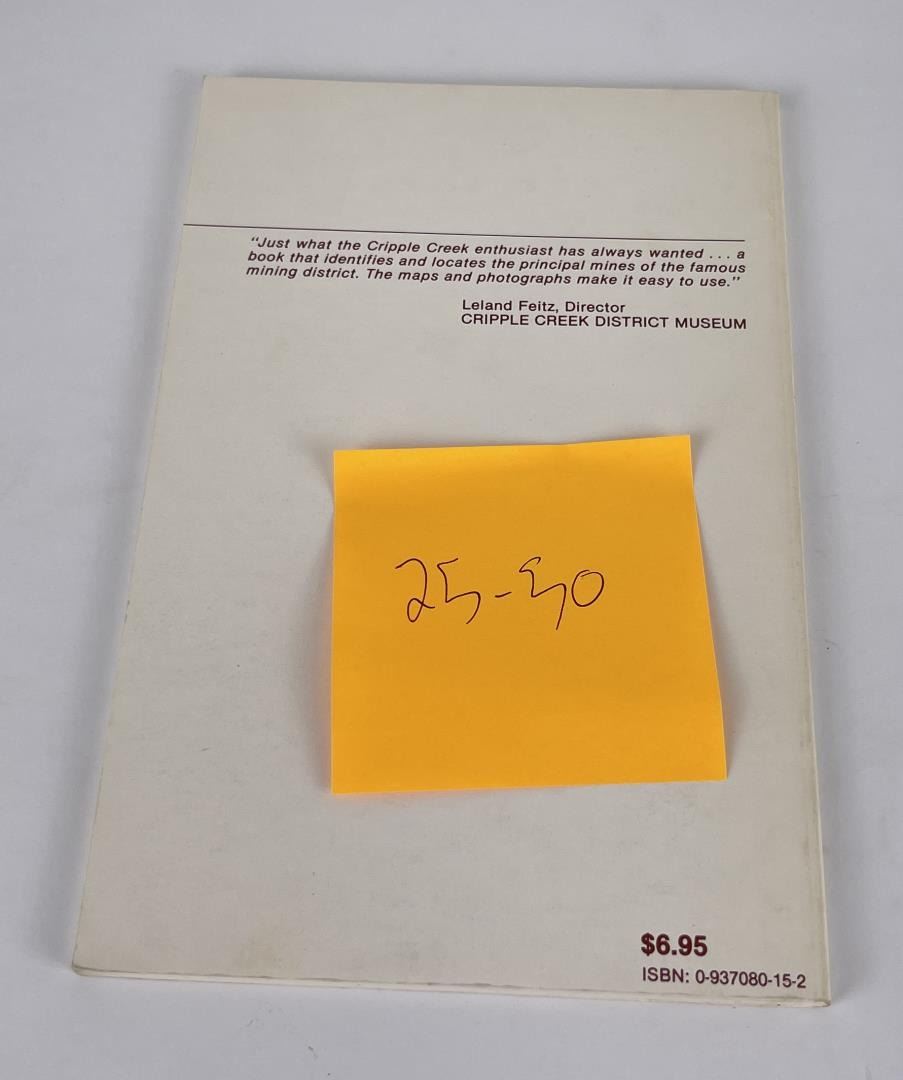 "Just what the Cripple Creek enthusiast has always wanted . . . a
book that identifies and locates the principal mines of the famous
mining district. The maps and photographs make it easy to use."
Leland Feitz, Director
CRIPPLE CREEK DISTRICT MUSEUM
25-50
$6.95
ISBN: 0-937080-15-2